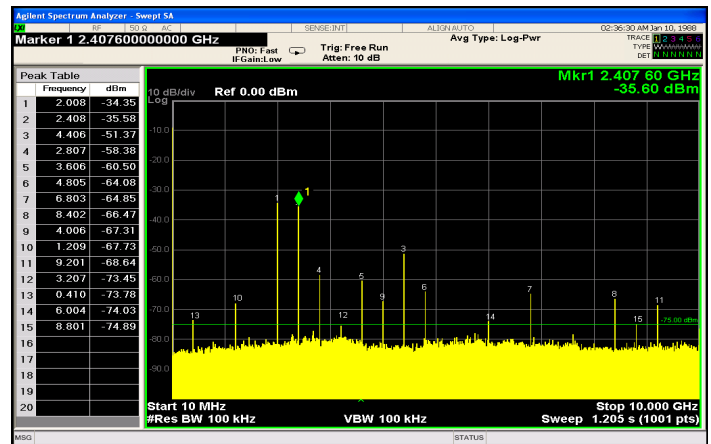 Agilent Spectrum Analyzer - Swept SA
RF 50 Ω AC SENSE:INT ALIGN AUTO 02:36:30 AM Jan 10, 1988
Marker 1 2.407600000000 GHz
PNO: Fast
IFGain:Low
Trig: Free Run
Atten: 10 dB
Avg Type: Log-Pwr
TRACE 1 2 3 4 5 6
TYPE
DET N N N N N N
Peak Table
Frequency dBm
1 2.008 -34.35
2 2.408 -35.58
3 4.406 -51.37
4 2.807 -58.38
5 3.606 -60.50
6 4.805 -64.08
7 6.803 -64.85
8 8.402 -66.47
9 4.006 -67.31
10 1.209 -67.73
11 9.201 -68.64
12 3.207 -73.45
13 0.410 -73.78
14 6.004 -74.03
15 8.801 -74.89
16
17
18
19
20
Mkr1 2.407 60 GHz
-35.60 dBm
10 dB/div Ref 0.00 dBm
Log
-10.0
-20.0
-30.0
-40.0
-50.0
-60.0
-70.0
-80.0
-90.0
1
1
3
4
5
6
7
8
9
10
11
12
13
14
15
-75.00 dBm
Start 10 MHz Stop 10.000 GHz
#Res BW 100 kHz VBW 100 kHz Sweep 1.205 s (1001 pts)
MSG STATUS